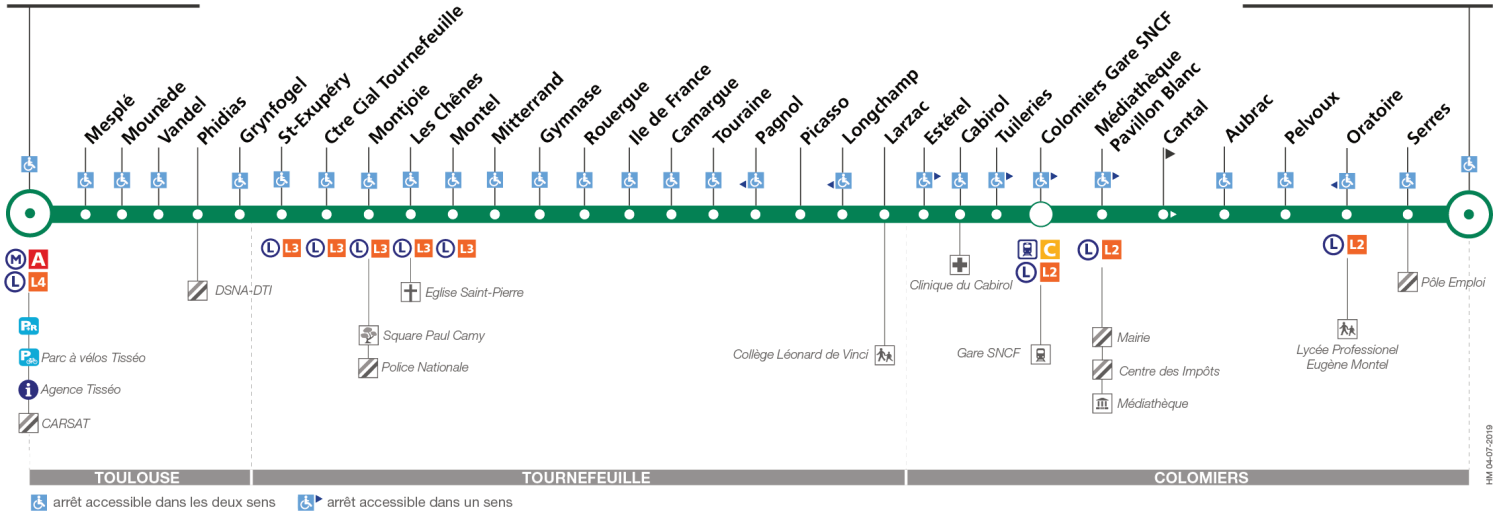 Mesplé
Mounède
Vandel
Phidias
Grynfogel
St-Exupéry
Ctre Cial Tournefeuille
Montjoie
Les Chênes
Montel
Mitterrand
Gymnase
Rouergue
Ile de France
Camargue
Touraine
Pagnol
Picasso
Longchamp
Larzac
Estérel
Cabirol
Tuileries
Colomiers Gare SNCF
Médiathèque
Pavillon Blanc
Cantal
Aubrac
Pelvoux
Oratoire
Serres
M A
L L4
L L3
L L3
L L3
L L3
L L3
C
L L2
L L2
L L2
DSNA-DTI
Eglise Saint-Pierre
Clinique du Cabirol
Pôle Emploi
P+R
Square Paul Camy
Mairie
P Parc à vélos Tisséo
Police Nationale
Collège Léonard de Vinci
Gare SNCF
Centre des Impôts
Lycée Professionel
Eugène Montel
i Agence Tisséo
Médiathèque
CARSAT
HM 04-07-2019
TOULOUSE
TOURNEFEUILLE
COLOMIERS
arrêt accessible dans les deux sens
arrêt accessible dans un sens